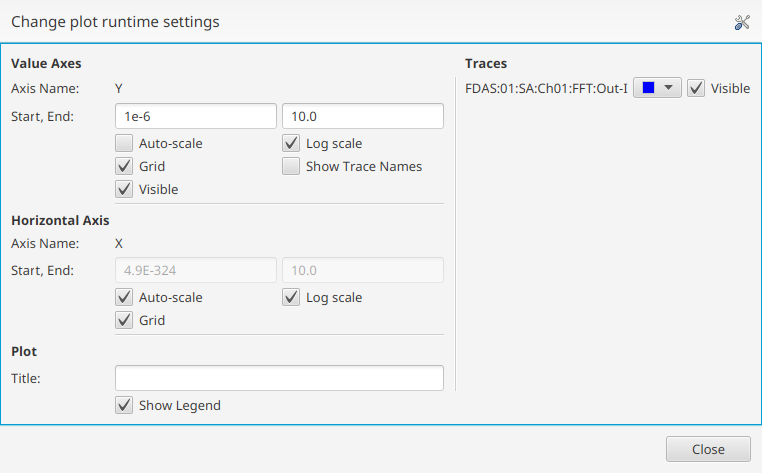 Change plot runtime settings
Value Axes
Axis Name: Y
Start, End: 1e-6 10.0
Auto-scale Log scale
Grid Show Trace Names
Visible
Horizontal Axis
Axis Name: X
Start, End: 4.9E-324 10.0
Auto-scale Log scale
Grid
Plot
Title:
Show Legend
Traces
FDAS:01:SA:Ch01:FFT:Out-I Visible
Close